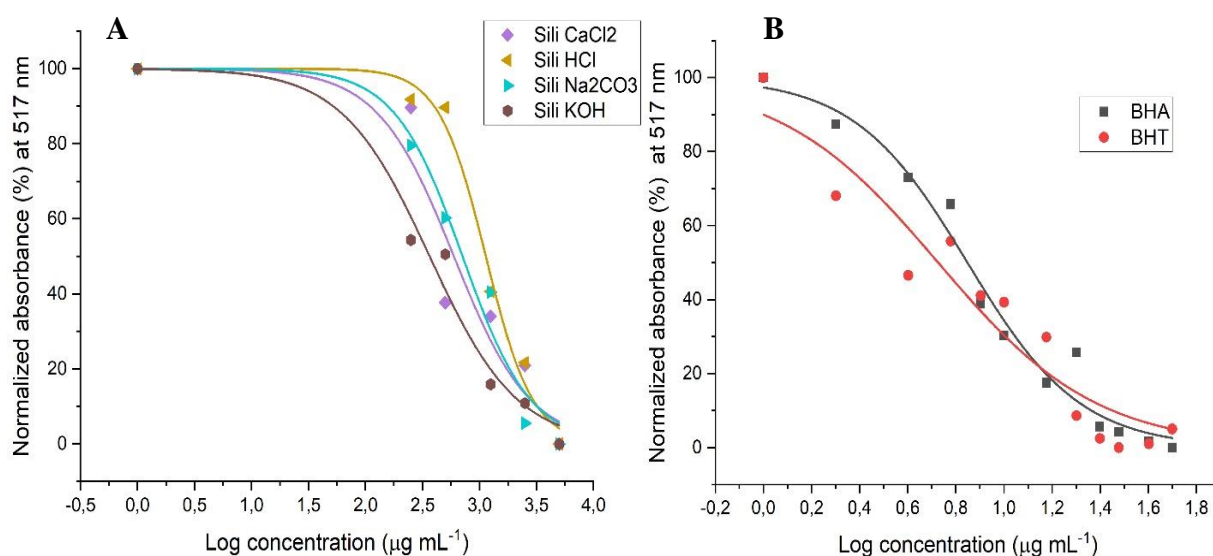 A
Sili CaCl2
Sili HCl
Sili Na2CO3
Sili KOH
100
80
60
40
20
0
-0,5 0,0 0,5 1,0 1,5 2,0 2,5 3,0 3,5 4,0
Normalized absorbance (%) at 517 nm
Log concentration (μg mL⁻¹)
B
BHA
BHT
100
80
60
40
20
0
-0,2 0,0 0,2 0,4 0,6 0,8 1,0 1,2 1,4 1,6 1,8
Normalized absorbance (%) at 517 nm
Log concentration (μg mL⁻¹)